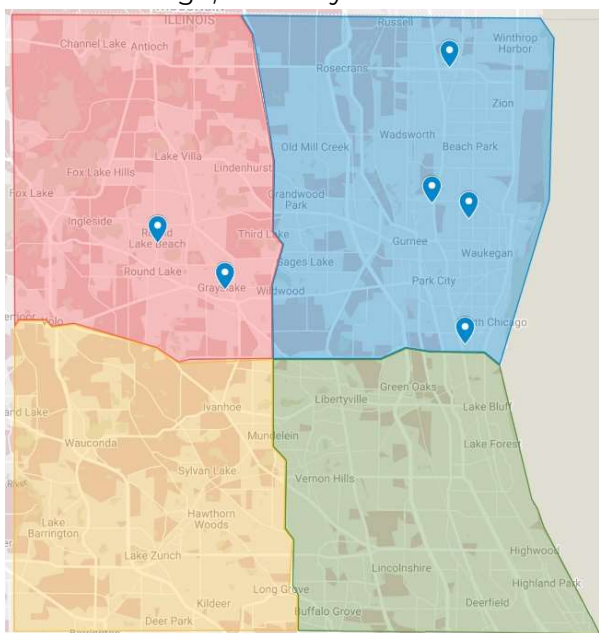 ILLINOIS
Russell
Channel Lake
Antioch
Winthrop
Harbor
Rosecrans
Zion
Wadsworth
Old Mill Creek
Beach Park
Lake Villa
Fox Lake Hills
Lindenhurst
Fox Lake
Grandwood
Park
Ingleside
Round
Lake Beach
Third Lake
Gurnee
Waukegan
Gages Lake
Round Lake
Park City
Grayslake
Wildwood
North Chicago
Green Oaks
Libertyville
Lake Bluff
Ivanhoe
Mundelein
Wauconda
Lake Forest
Sylvan Lake
Vernon Hills
Hawthorn
Woods
Lake
Barrington
Lake Zurich
Highwood
Lincolnshire
Highland Park
Long Grove
Kildeer
Deerfield
Buffalo Grove
Deer Park